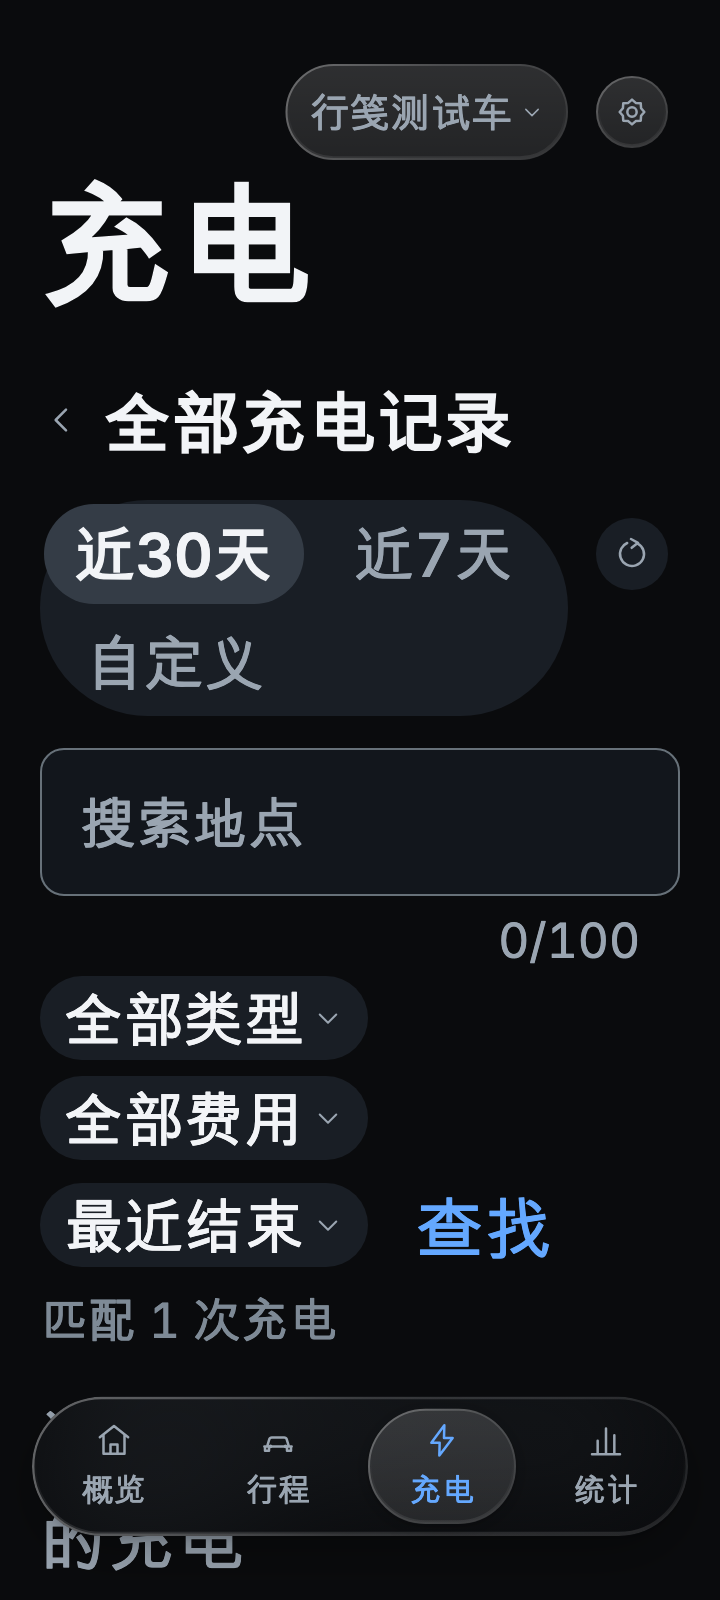 行笺测试车
充电
全部充电记录
近30天 近7天
自定义
搜索地点
0/100
全部类型
全部费用
最近结束 查找
匹配 1 次充电
概览 行程 充电 统计
的充电